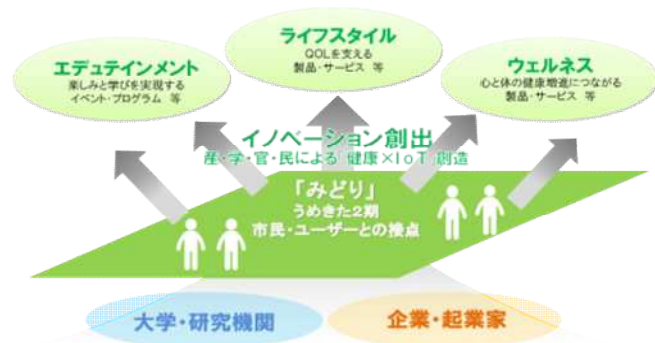 ライフスタイル
QOLを支える
製品・サービス 等
エデュテインメント
楽しみと学びを実現する
イベント・プログラム 等
ウェルネス
心と体の健康増進につながる
製品・サービス 等
イノベーション創出
産・学・官・民による「健康×IoT」創造
「みどり」
うめきた2期
市民・ユーザーとの接点
大学・研究機関
企業・起業家